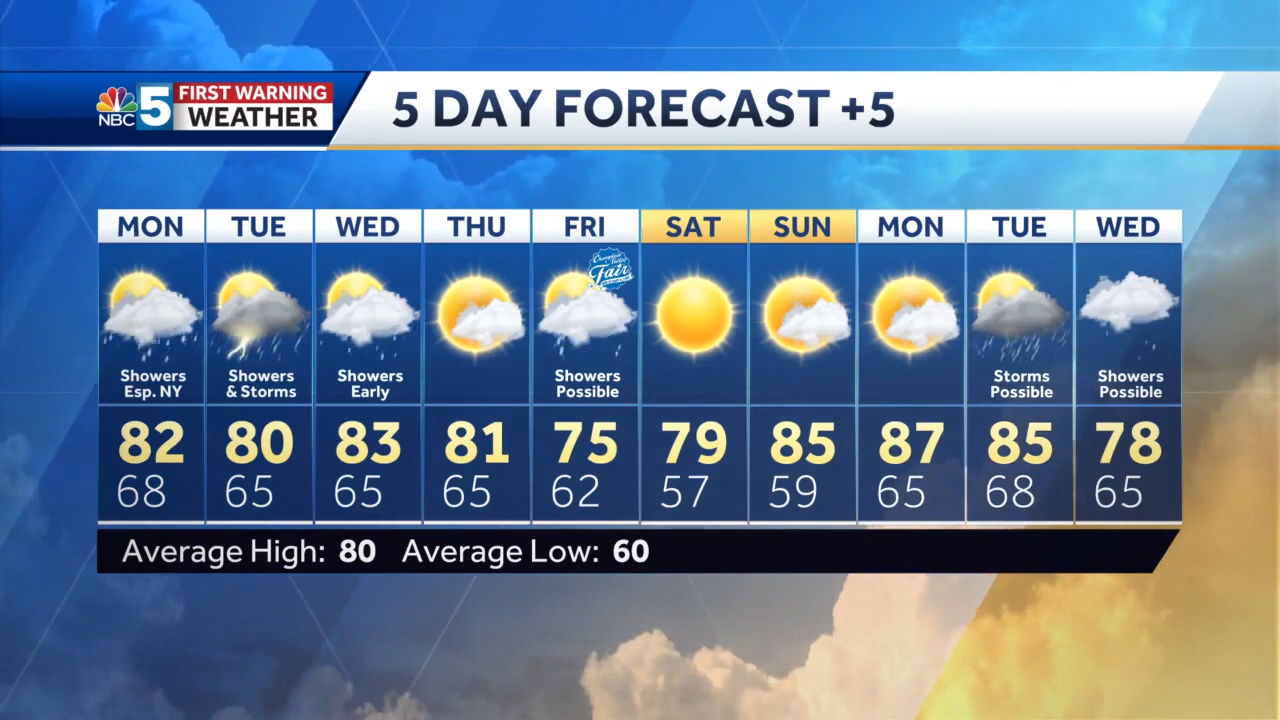 NBC 5 FIRST WARNING
WEATHER
5 DAY FORECAST +5
MON TUE WED THU FRI SAT SUN MON TUE WED
Champlain
Valley
Fair
Showers Showers Showers Showers Storms Showers
Esp. NY & Storms Early Possible Possible Possible
82 80 83 81 75 79 85 87 85 78
68 65 65 65 62 57 59 65 68 65
Average High: 80 Average Low: 60